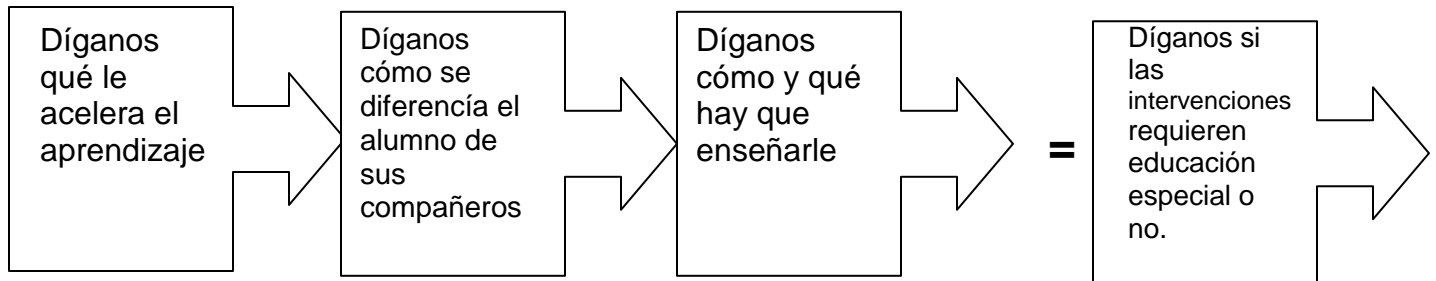 Díganos
qué le
acelera el
aprendizaje
Díganos
cómo se
diferencía el
alumno de
sus
compañeros
Díganos
cómo y qué
hay que
enseñarle
=
Díganos si
las
intervenciones
requieren
educación
especial o
no.